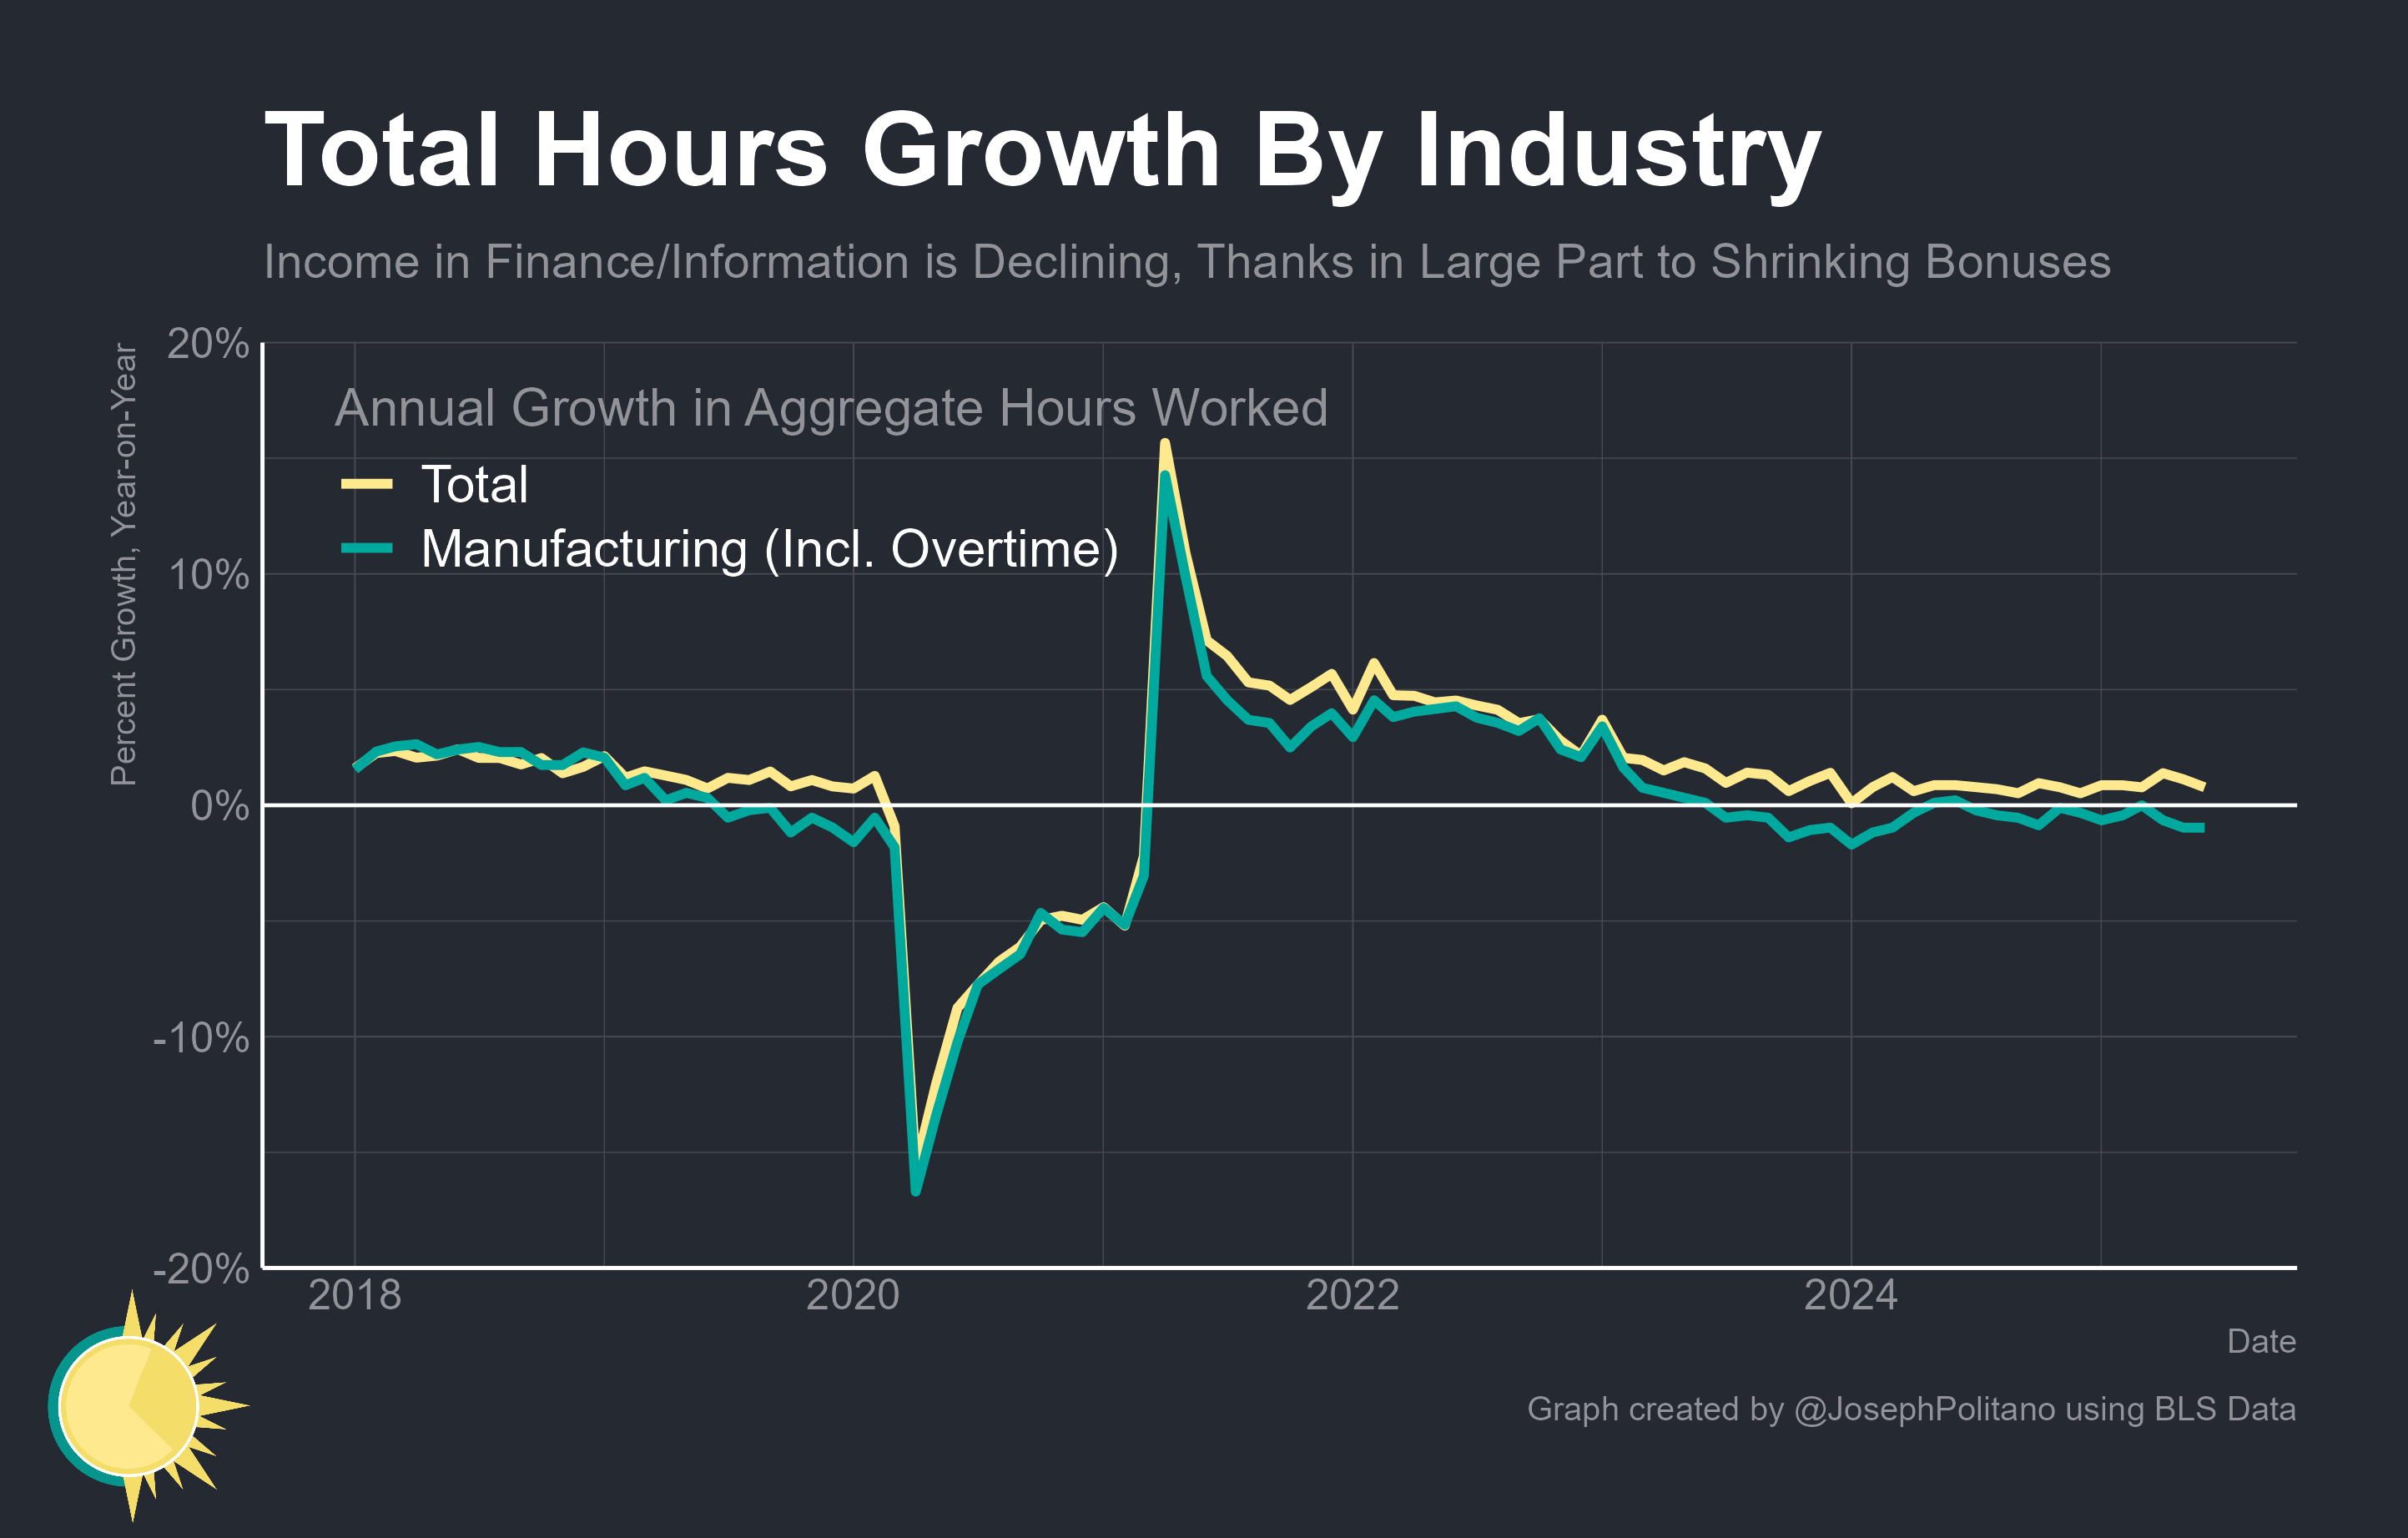 Total Hours Growth By Industry
Income in Finance/Information is Declining, Thanks in Large Part to Shrinking Bonuses
Percent Growth, Year-on-Year
20%
10%
0%
-10%
-20%
Annual Growth in Aggregate Hours Worked
Total
Manufacturing (Incl. Overtime)
2018 2020 2022 2024
Date
Graph created by @JosephPolitano using BLS Data